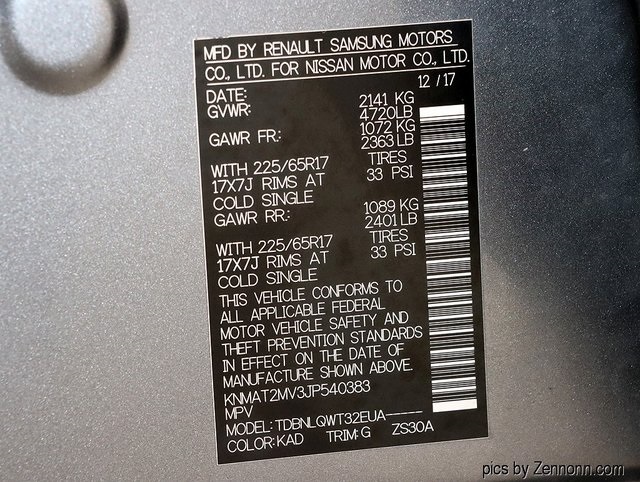 MFD BY RENAULT SAMSUNG MOTORS
CO., LTD. FOR NISSAN MOTOR CO., LTD.
DATE: 12 / 17
GVWR: 2141 KG
4720LB
GAWR FR.: 1072 KG
2363 LB
WITH 225/65R17 TIRES
17X7J RIMS AT 33 PSI
COLD SINGLE
GAWR RR.: 1089 KG
2401 LB
WITH 225/65R17 TIRES
17X7J RIMS AT 33 PSI
COLD SINGLE
THIS VEHICLE CONFORMS TO
ALL APPLICABLE FEDERAL
MOTOR VEHICLE SAFETY AND
THEFT PREVENTION STANDARDS
IN EFFECT ON THE DATE OF
MANUFACTURE SHOWN ABOVE.
KNMAT2MV3JP540383
MPV
MODEL: TDBNLQWT32EUA-----
COLOR: KAD TRIM: G ZS30A
pics by Zennonn.com